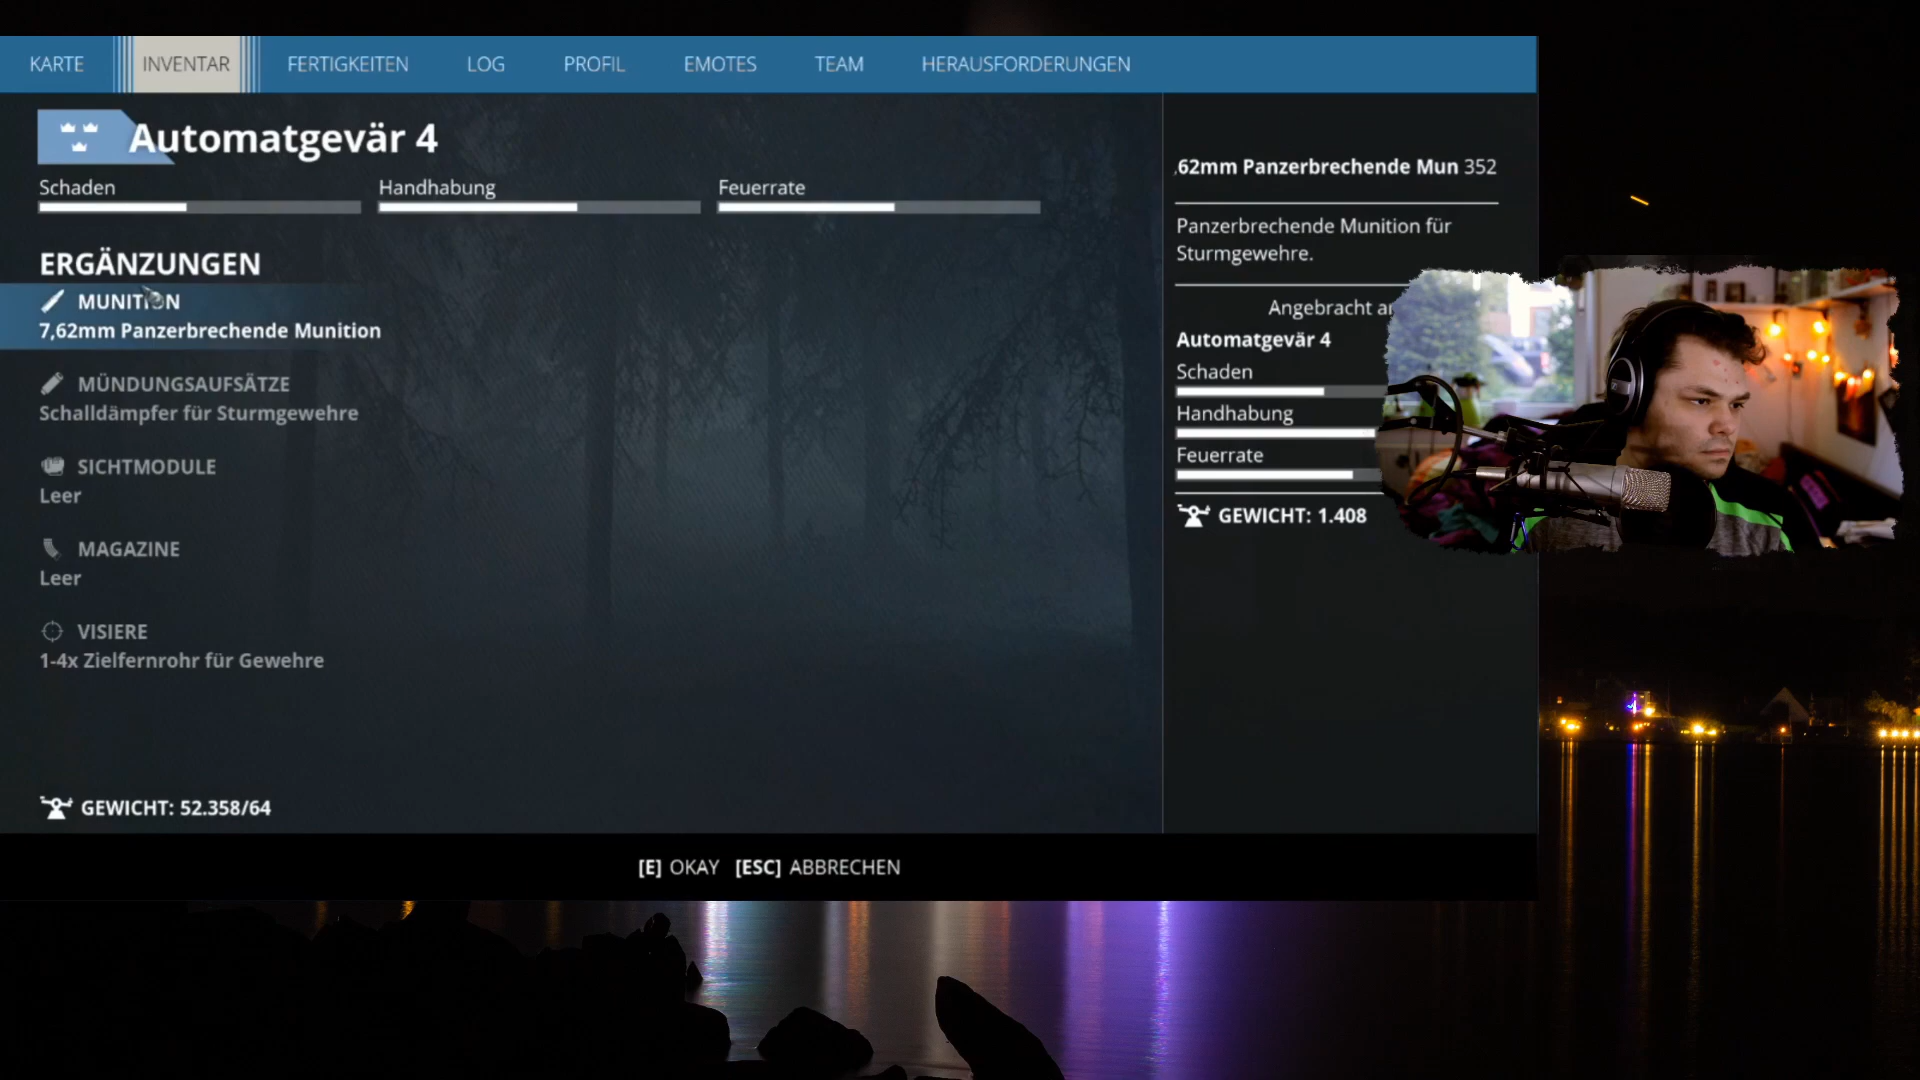 KARTE INVENTAR FERTIGKEITEN LOG PROFIL EMOTES TEAM HERAUSFORDERUNGEN
Automatgevär 4
Schaden Handhabung Feuerrate
ERGÄNZUNGEN
MUNITION
7,62mm Panzerbrechende Munition
MÜNDUNGSAUFSÄTZE
Schalldämpfer für Sturmgewehre
SICHTMODULE
Leer
MAGAZINE
Leer
VISIERE
1-4x Zielfernrohr für Gewehre
GEWICHT: 52.358/64
62mm Panzerbrechende Mun 352
Panzerbrechende Munition für
Sturmgewehre.
Angebracht
Automatgevär 4
Schaden
Handhabung
Feuerrate
GEWICHT: 1.408
[E] OKAY [ESC] ABBRECHEN